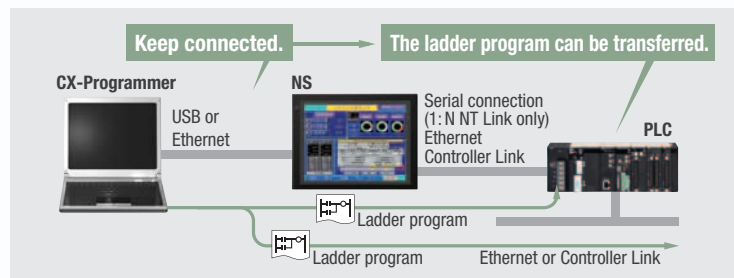 Keep connected.
The ladder program can be transferred.
CX-Programmer
NS
USB or
Ethernet
Serial connection
(1: N NT Link only)
Ethernet
Controller Link
PLC
Ladder program
Ladder program
Ethernet or Controller Link